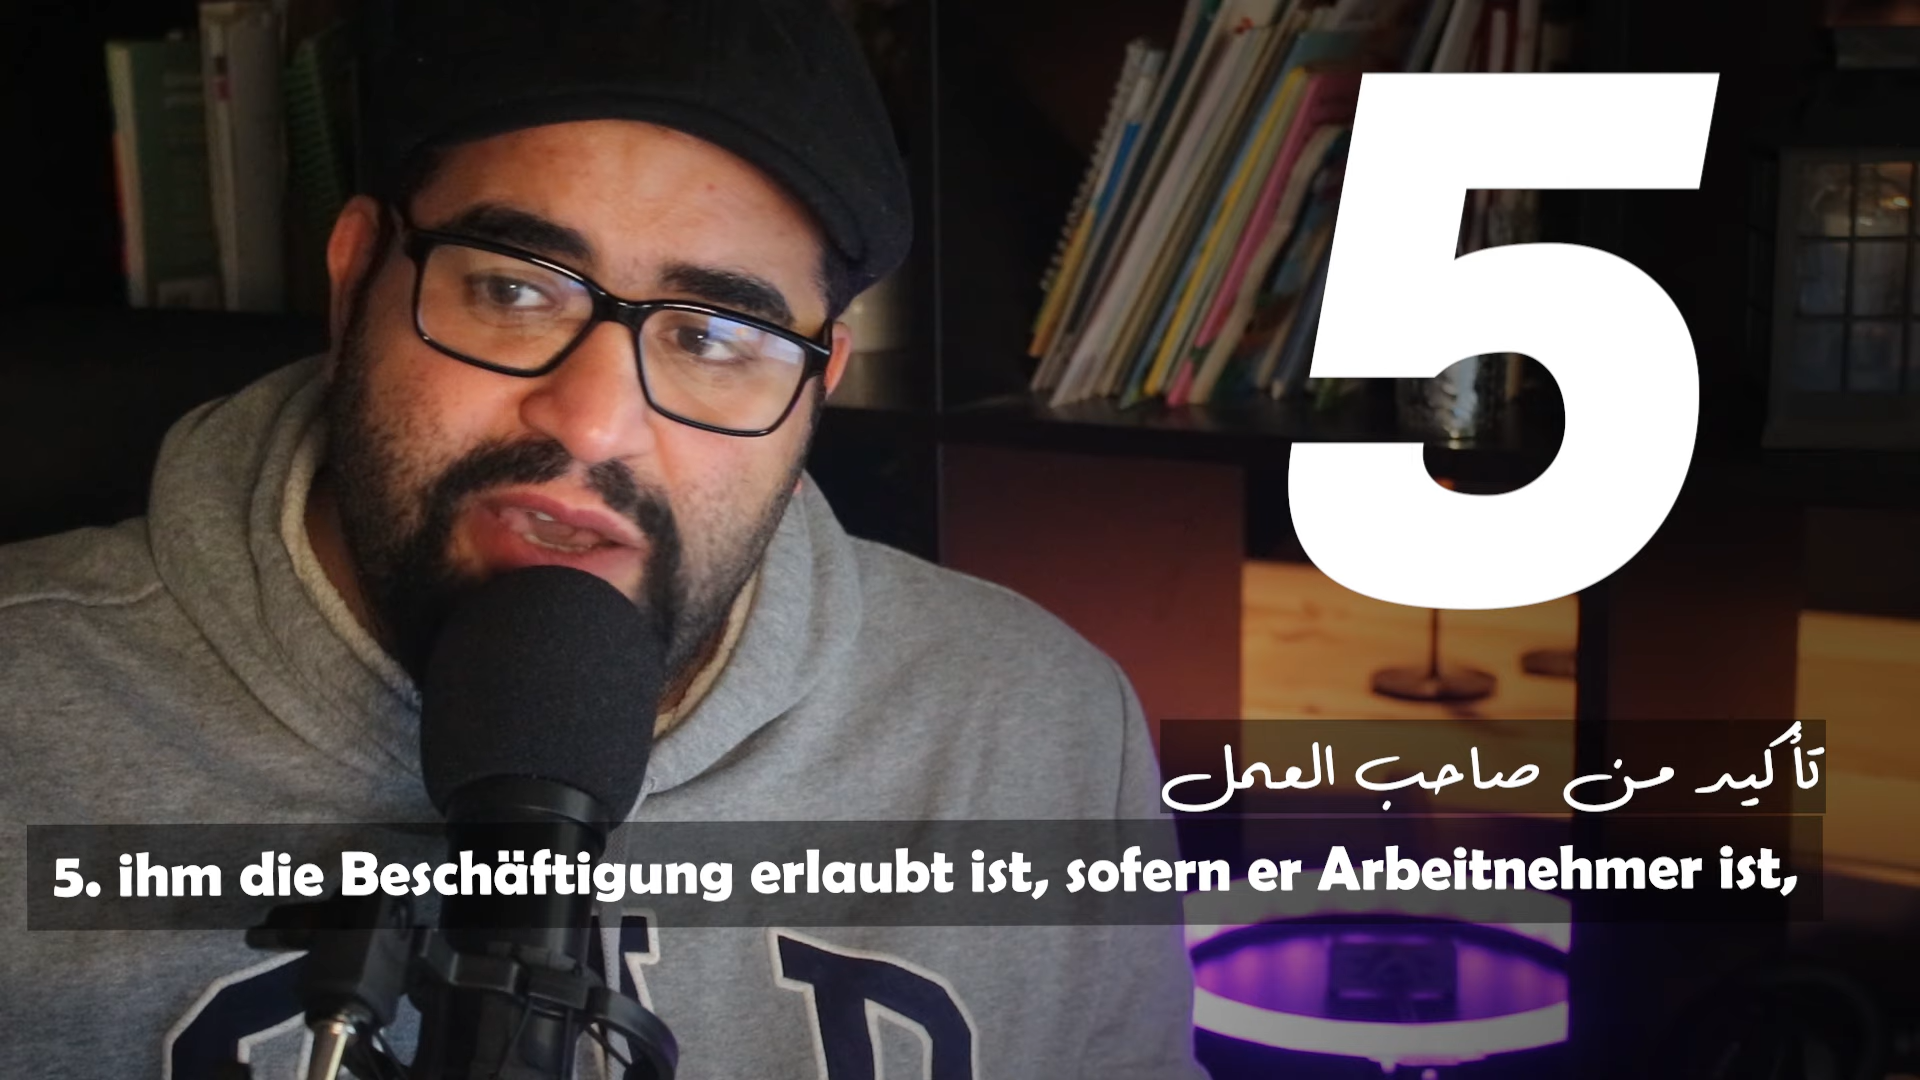 5
تأكيد من صاحب العمل
5. ihm die Beschäftigung erlaubt ist, sofern er Arbeitnehmer ist,